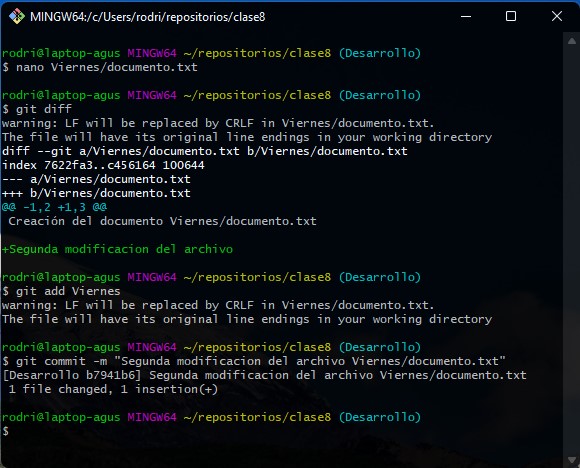 MINGW64:/c/Users/rodri/repositorios/clase8
rodri@laptop-agus MINGW64 ~/repositorios/clase8 (Desarrollo)
$ nano Viernes/documento.txt
rodri@laptop-agus MINGW64 ~/repositorios/clase8 (Desarrollo)
$ git diff
warning: LF will be replaced by CRLF in Viernes/documento.txt.
The file will have its original line endings in your working directory
diff --git a/Viernes/documento.txt b/Viernes/documento.txt
index 7622fa3..c456164 100644
--- a/Viernes/documento.txt
+++ b/Viernes/documento.txt
@@ -1,2 +1,3 @@
 Creación del documento Viernes/documento.txt
+Segunda modificacion del archivo
rodri@laptop-agus MINGW64 ~/repositorios/clase8 (Desarrollo)
$ git add Viernes
warning: LF will be replaced by CRLF in Viernes/documento.txt.
The file will have its original line endings in your working directory
rodri@laptop-agus MINGW64 ~/repositorios/clase8 (Desarrollo)
$ git commit -m "Segunda modificacion del archivo Viernes/documento.txt"
[Desarrollo b7941b6] Segunda modificacion del archivo Viernes/documento.txt
 1 file changed, 1 insertion(+)
rodri@laptop-agus MINGW64 ~/repositorios/clase8 (Desarrollo)
$